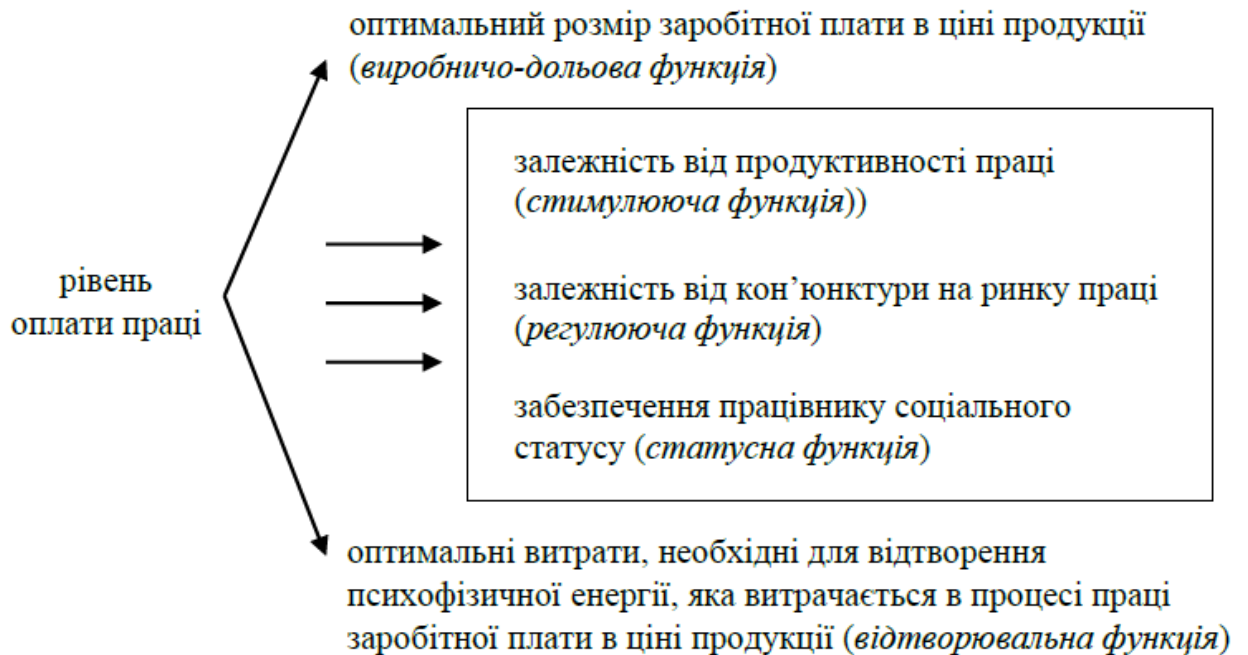 оптимальний розмір заробітної плати в ціні продукції
(виробничо-дольова функція)
залежність від продуктивності праці
(стимулююча функція))
рівень
оплати праці
залежність від кон’юнктури на ринку праці
(регулююча функція)
забезпечення працівнику соціального
статусу (статусна функція)
оптимальні витрати, необхідні для відтворення
психофізичної енергії, яка витрачається в процесі праці
заробітної плати в ціні продукції (відтворювальна функція)